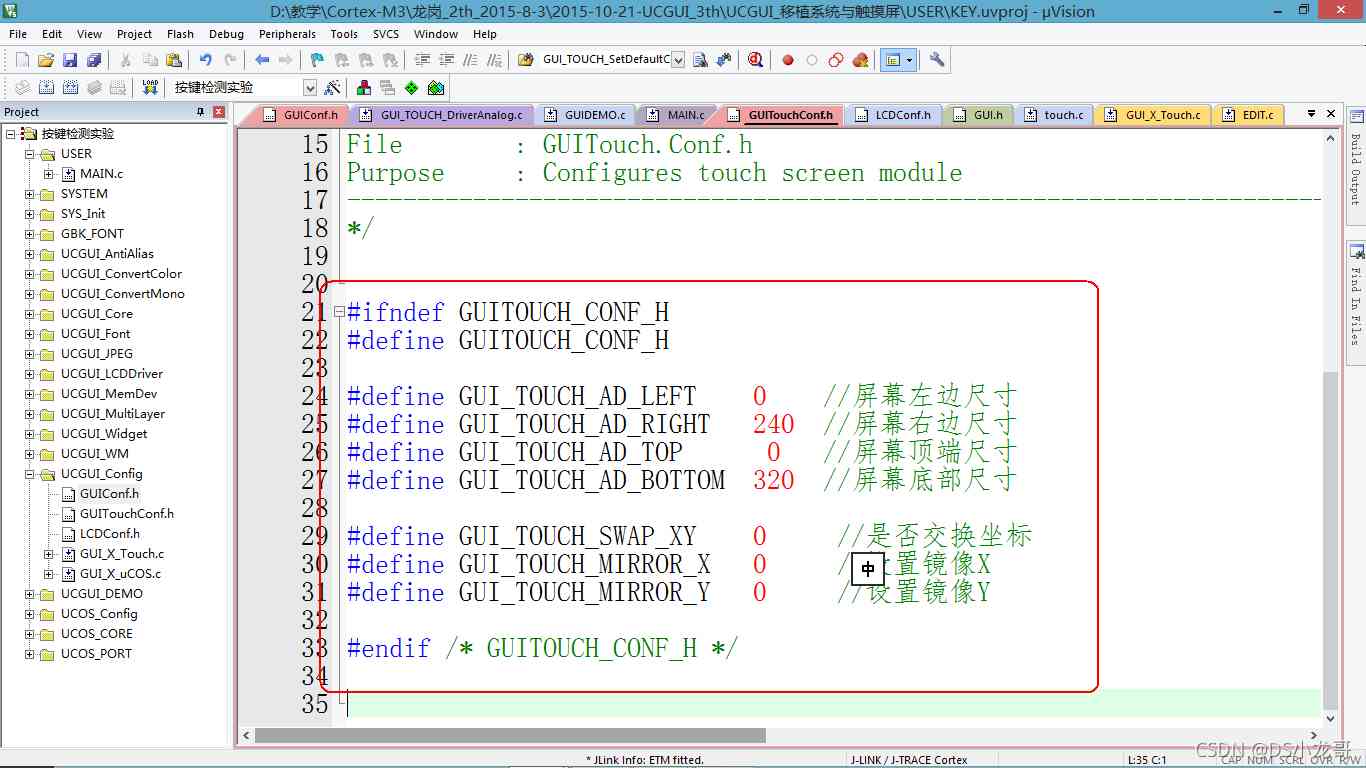 D:\教学\Cortex-M3\龙岗_2th_2015-8-3\2015-10-21-UCGUI_3th\UCGUI_移植系统与触摸屏\USER\KEY.uvproj - µVision
File Edit View Project Flash Debug Peripherals Tools SVCS Window Help
GUI_TOUCH_SetDefaultC
LOAD 按键检测实验
Project
GUIConf.h GUI_TOUCH_DriverAnalog.c GUIDEMO.c MAIN.c GUITouchConf.h LCDConf.h GUI.h touch.c GUI_X_Touch.c EDIT.c
按键检测实验
USER
MAIN.c
SYSTEM
SYS_Init
GBK_FONT
UCGUI_AntiAlias
UCGUI_ConvertColor
UCGUI_ConvertMono
UCGUI_Core
UCGUI_Font
UCGUI_JPEG
UCGUI_LCDDriver
UCGUI_MemDev
UCGUI_MultiLayer
UCGUI_Widget
UCGUI_WM
UCGUI_Config
GUIConf.h
GUITouchConf.h
LCDConf.h
GUI_X_Touch.c
GUI_X_uCOS.c
UCGUI_DEMO
UCOS_Config
UCOS_CORE
UCOS_PORT
15 File : GUITouch.Conf.h
16 Purpose : Configures touch screen module
17 ----------------------------------------------------------------------
18 */
19
20
21 #ifndef GUITOUCH_CONF_H
22 #define GUITOUCH_CONF_H
23
24 #define GUI_TOUCH_AD_LEFT 0 //屏幕左边尺寸
25 #define GUI_TOUCH_AD_RIGHT 240 //屏幕右边尺寸
26 #define GUI_TOUCH_AD_TOP 0 //屏幕顶端尺寸
27 #define GUI_TOUCH_AD_BOTTOM 320 //屏幕底部尺寸
28
29 #define GUI_TOUCH_SWAP_XY 0 //是否交换坐标
30 #define GUI_TOUCH_MIRROR_X 0 / 置镜像X
中
31 #define GUI_TOUCH_MIRROR_Y 0 //设置镜像Y
32
33 #endif /* GUITOUCH_CONF_H */
34
35
Build Output
Find In Files
* JLink Info: ETM fitted. J-LINK / J-TRACE Cortex L:35 C:1 CAP NUM SCRL OVR R/W
CSDN @DS小龙哥